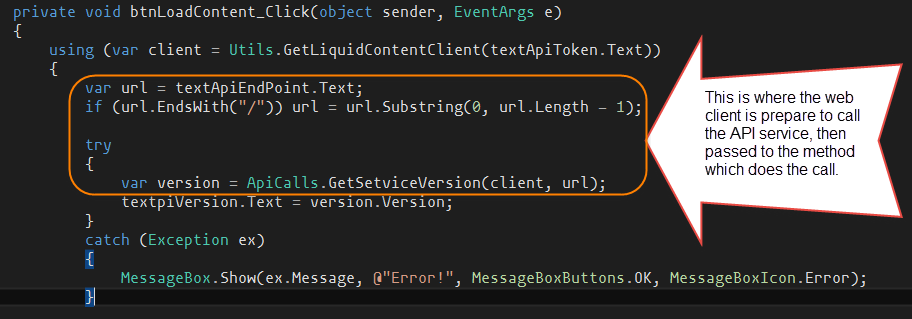 private void btnLoadContent_Click(object sender, EventArgs e)
{
using (var client = Utils.GetLiquidContentClient(textApiToken.Text))
{
var url = textApiEndPoint.Text;
if (url.EndsWith("/")) url = url.Substring(0, url.Length - 1);
try
{
var version = ApiCalls.GetSetviceVersion(client, url);
textpiVersion.Text = version.Version;
}
catch (Exception ex)
{
MessageBox.Show(ex.Message, @"Error!", MessageBoxButtons.OK, MessageBoxIcon.Error);
}
This is where the web
client is prepare to call
the API service, then
passed to the method
which does the call.